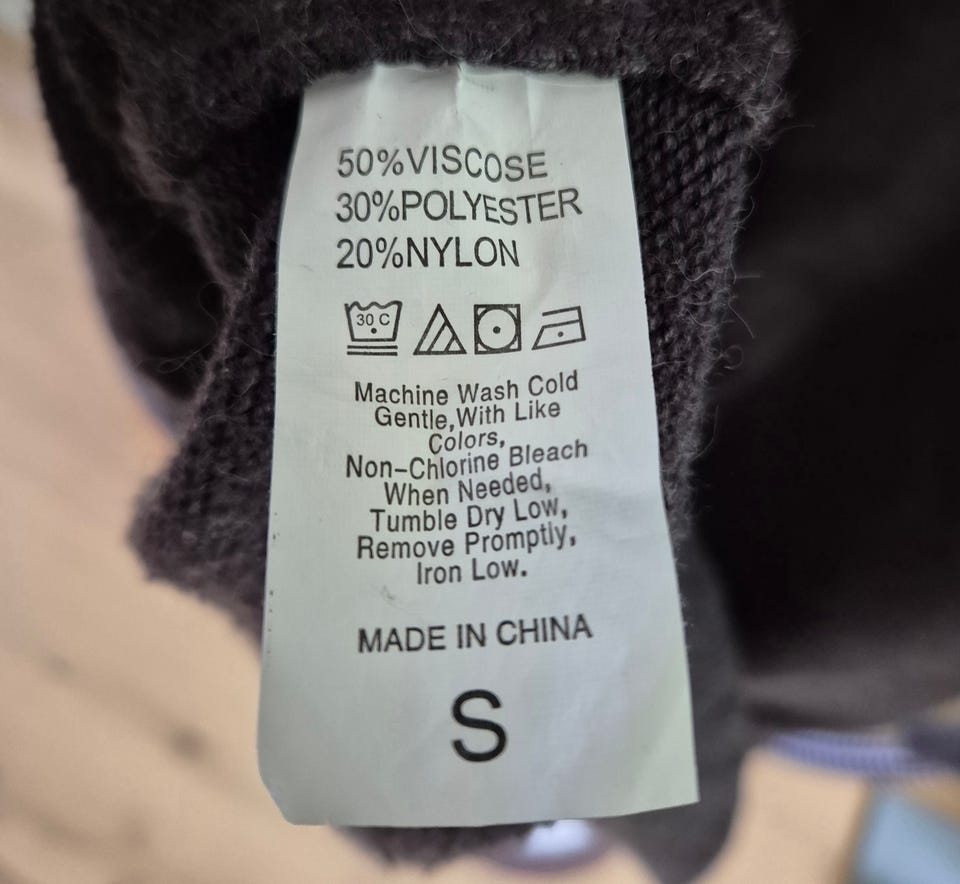 50%VISCOSE
30%POLYESTER
20%NYLON
30 C
Machine Wash Cold
Gentle,With Like
Colors,
Non-Chlorine Bleach
When Needed,
Tumble Dry Low,
Remove Promptly,
Iron Low.
MADE IN CHINA
S